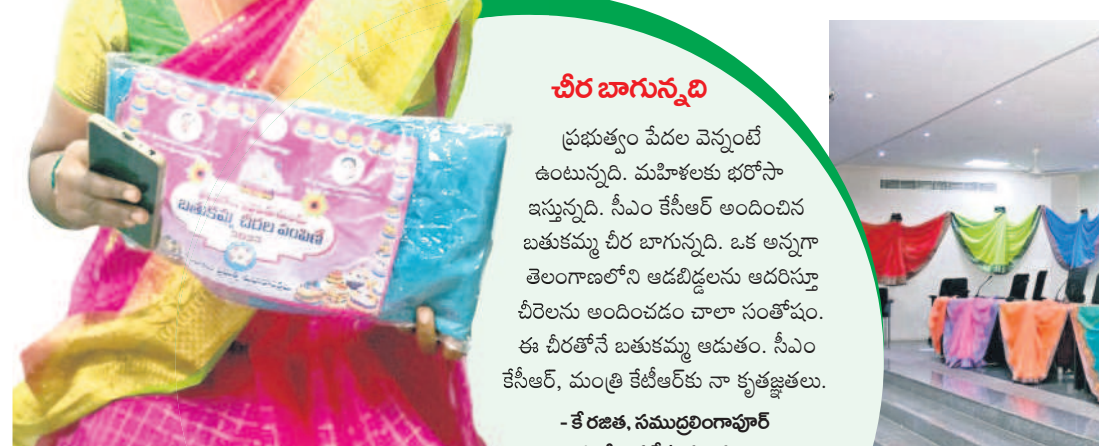 బతుకమ్మ చీరల పంపిణీ
చీర బాగున్నది
ప్రభుత్వం పేదల వెన్నంటే
ఉంటున్నది. మహిళలకు భరోసా
ఇస్తున్నది. సీఎం కేసీఆర్ అందించిన
బతుకమ్మ చీర బాగున్నది. ఒక అన్నగా
తెలంగాణలోని ఆడబిడ్డలను ఆదరిస్తూ
చీరెలను అందించడం చాలా సంతోషం.
ఈ చీరతోనే బతుకమ్మ ఆడుతం. సీఎం
కేసీఆర్, మంత్రి కేటీఆర్‌కు నా కృతజ్ఞతలు.
- కే రజిత, సముద్రలింగాపూర్